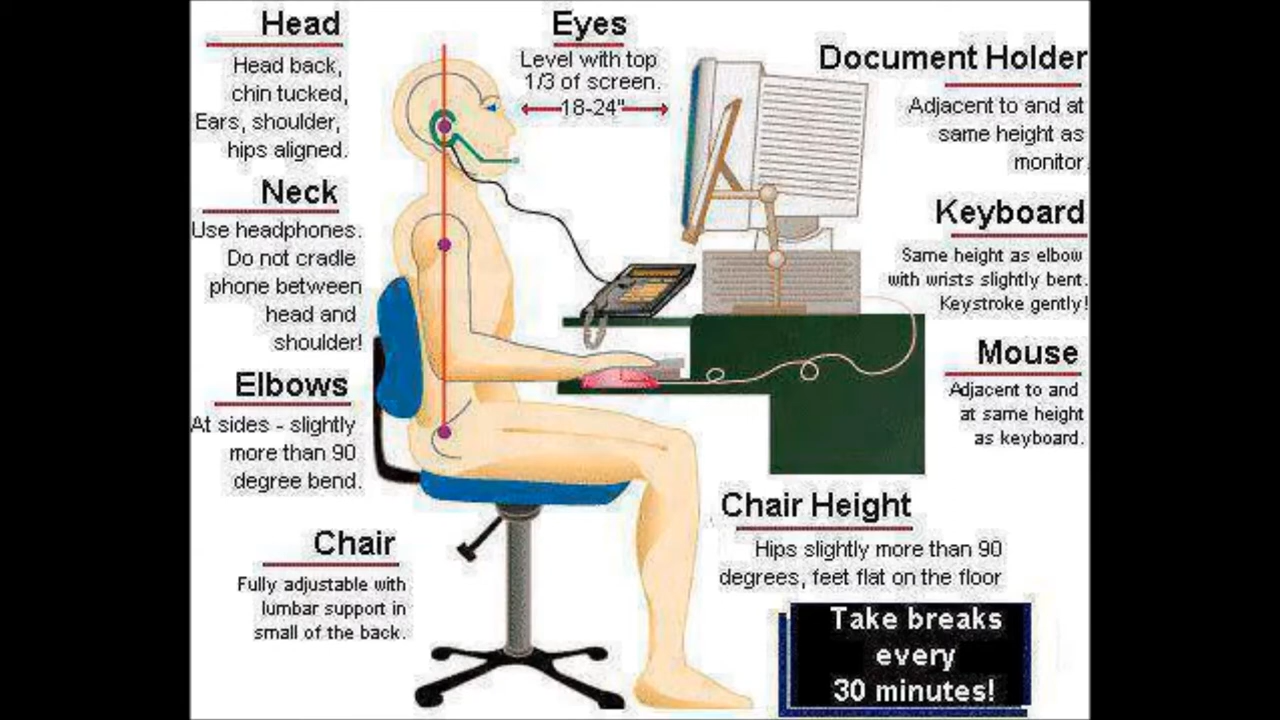 Head
Head back,
chin tucked,
Ears, shoulder,
hips aligned.
Neck
Use headphones.
Do not cradle
phone between
head and
shoulder!
Elbows
At sides - slightly
more than 90
degree bend.
Chair
Fully adjustable with
lumbar support in
small of the back.
Eyes
Level with top
1/3 of screen.
18-24"
Document Holder
Adjacent to and at
same height as
monitor.
Keyboard
Same height as elbow
with wrists slightly bent.
Keystroke gently!
Mouse
Adjacent to and
at same height
as keyboard.
Chair Height
Hips slightly more than 90
degrees, feet flat on the floor
Take breaks
every
30 minutes!